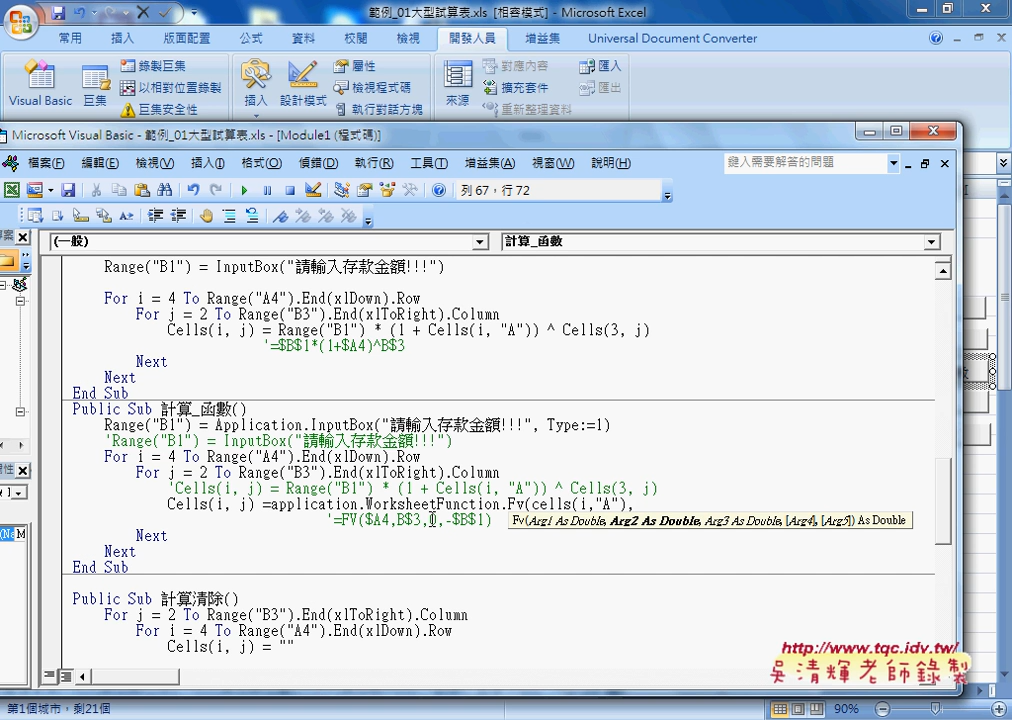 範例_01大型試算表.xls [相容模式] - Microsoft Excel
常用 插入 版面配置 公式 資料 校閱 檢視 開發人員 增益集 Universal Document Converter
Visual Basic 巨集 錄製巨集 以相對位置錄製 巨集安全性 插入 設計模式 屬性 檢視程式碼 執行對話方塊 來源 對應內容 擴充套件 重新整理資料 匯入 匯出
Microsoft Visual Basic - 範例_01大型試算表.xls - [Module1 (程式碼)]
檔案(F) 編輯(E) 檢視(V) 插入(I) 格式(O) 偵錯(D) 執行(R) 工具(T) 增益集(A) 視窗(W) 說明(H) 鍵入需要解答的問題
列 67，行 72
(一般) 計算_函數
Range("B1") = InputBox("請輸入存款金額!!!")
For i = 4 To Range("A4").End(xlDown).Row
For j = 2 To Range("B3").End(xlToRight).Column
Cells(i, j) = Range("B1") * (1 + Cells(i, "A")) ^ Cells(3, j)
'=$B$1*(1+$A4)^B$3
Next
Next
End Sub
Public Sub 計算_函數()
Range("B1") = Application.InputBox("請輸入存款金額!!!", Type:=1)
'Range("B1") = InputBox("請輸入存款金額!!!")
For i = 4 To Range("A4").End(xlDown).Row
For j = 2 To Range("B3").End(xlToRight).Column
'Cells(i, j) = Range("B1") * (1 + Cells(i, "A")) ^ Cells(3, j)
Cells(i, j) =application.WorksheetFunction.Fv(cells(i,"A"),
'=FV($A4,B$3,0,-$B$1)
Fv(Arg1 As Double, Arg2 As Double, Arg3 As Double, [Arg4], [Arg5]) As Double
Next
Next
End Sub
Public Sub 計算清除()
For j = 2 To Range("B3").End(xlToRight).Column
For i = 4 To Range("A4").End(xlDown).Row
Cells(i, j) = ""
http://www.tqc.idv.tw/
吳清輝老師錄製
第1個城市，剩21個 90%